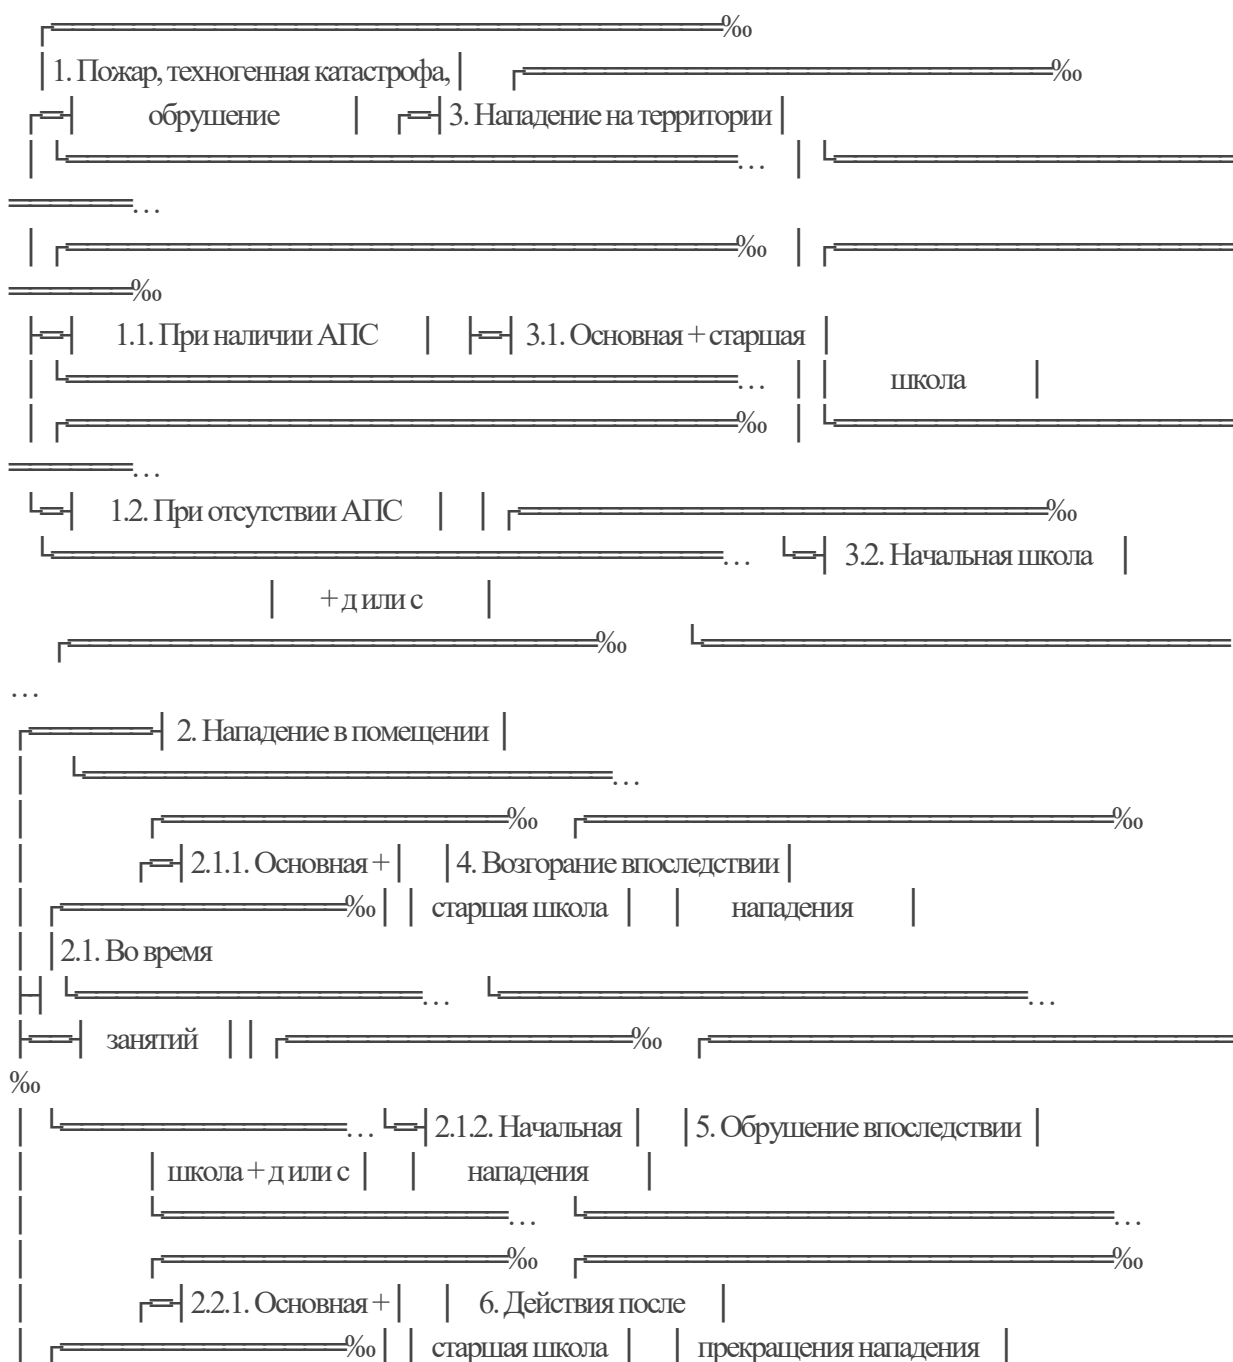 ‰
1. Пожар, техногенная катастрофа, ‰
обрушение 3. Нападение на территории
…
…
‰
‰
1.1. При наличии АПС 3.1. Основная + старшая
… школа
‰
…
1.2. При отсутствии АПС ‰
… 3.2. Начальная школа
+ д или с
‰
…
2. Нападение в помещении
…
‰ ‰
2.1.1. Основная + 4. Возгорание впоследствии
‰ старшая школа нападения
2.1. Во время
… …
занятий ‰
‰
… 2.1.2. Начальная 5. Обрушение впоследствии
школа + д или с нападения
… …
‰ ‰
2.2.1. Основная + 6. Действия после
‰ старшая школа прекращения нападения